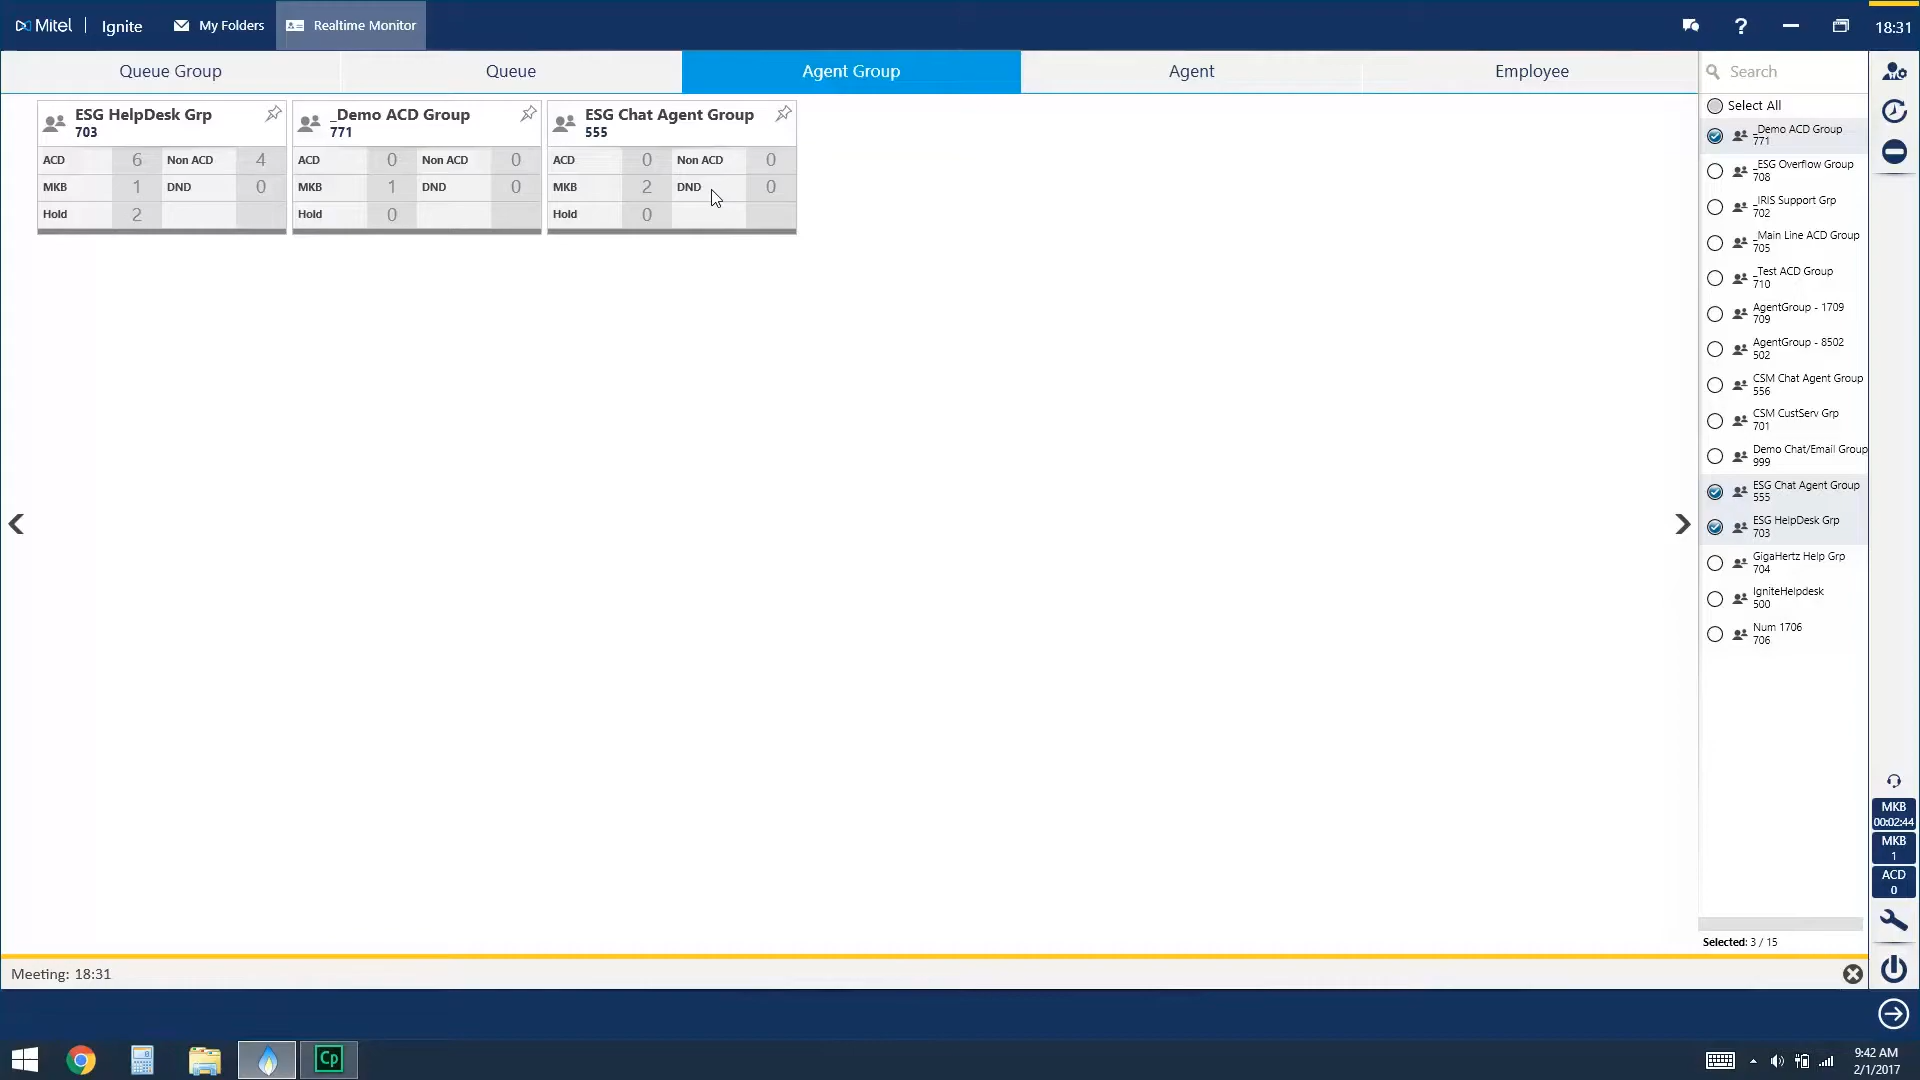 Mitel | Ignite My Folders Realtime Monitor ? 18:31
Queue Group Queue Agent Group Agent Employee Search
ESG HelpDesk Grp
703
ACD 6 Non ACD 4
MKB 1 DND 0
Hold 2
_Demo ACD Group
771
ACD 0 Non ACD 0
MKB 1 DND 0
Hold 0
ESG Chat Agent Group
555
ACD 0 Non ACD 0
MKB 2 DND 0
Hold 0
Select All
_Demo ACD Group
771
_ESG Overflow Group
708
_IRIS Support Grp
702
_Main Line ACD Group
705
_Test ACD Group
710
AgentGroup - 1709
709
AgentGroup - 8502
502
CSM Chat Agent Group
556
CSM CustServ Grp
701
Demo Chat/Email Group
999
ESG Chat Agent Group
555
ESG HelpDesk Grp
703
GigaHertz Help Grp
704
IgniteHelpdesk
500
Num 1706
706
Selected: 3 / 15
MKB
00:02:44
MKB
1
ACD
0
Meeting: 18:31
Cp
9:42 AM
2/1/2017